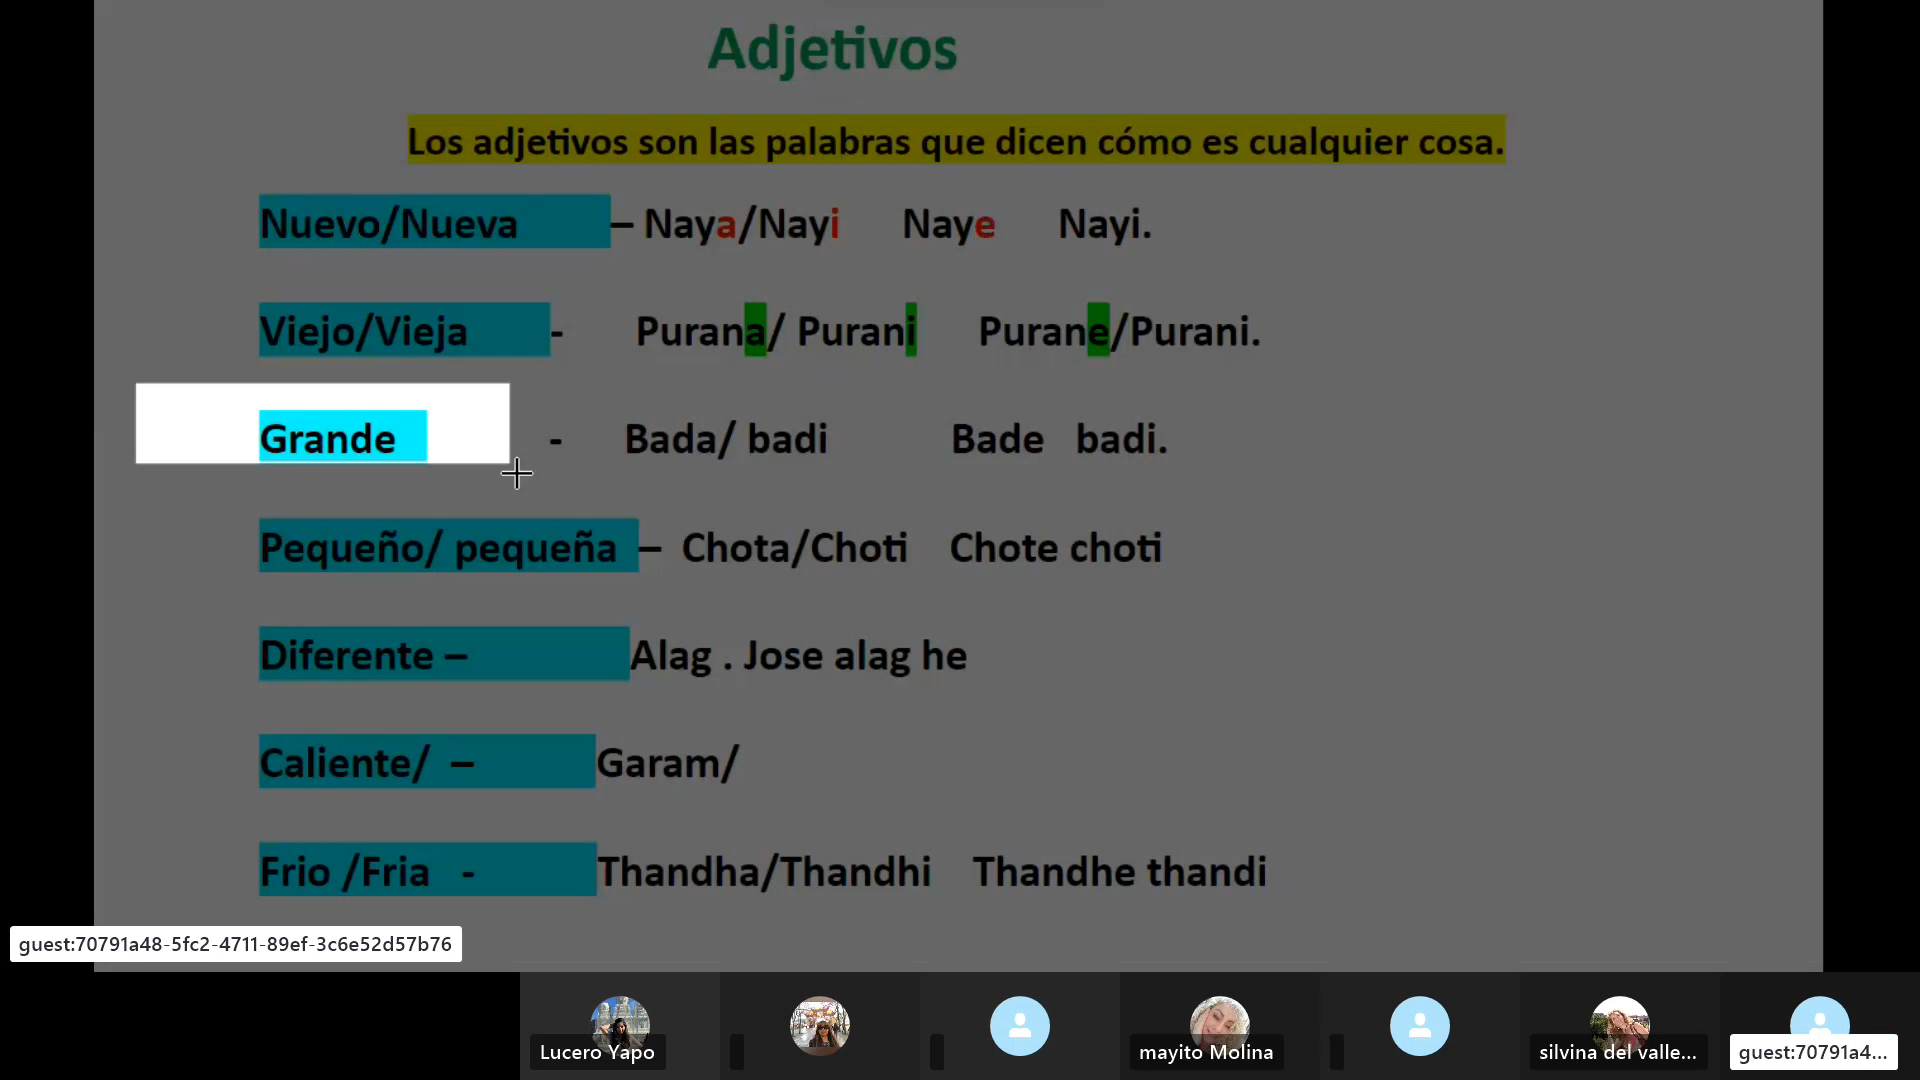 Adjetivos
Los adjetivos son las palabras que dicen cómo es cualquier cosa.
Nuevo/Nueva – Naya/Nayi Naye Nayi.
Viejo/Vieja - Purana/ Purani Purane/Purani.
Grande - Bada/ badi Bade badi.
Pequeño/ pequeña – Chota/Choti Chote choti
Diferente – Alag . Jose alag he
Caliente/ – Garam/
Frio /Fria - Thandha/Thandhi Thandhe thandi
guest:70791a48-5fc2-4711-89ef-3c6e52d57b76
Lucero Yapo
mayito Molina
silvina del valle...
guest:70791a4...